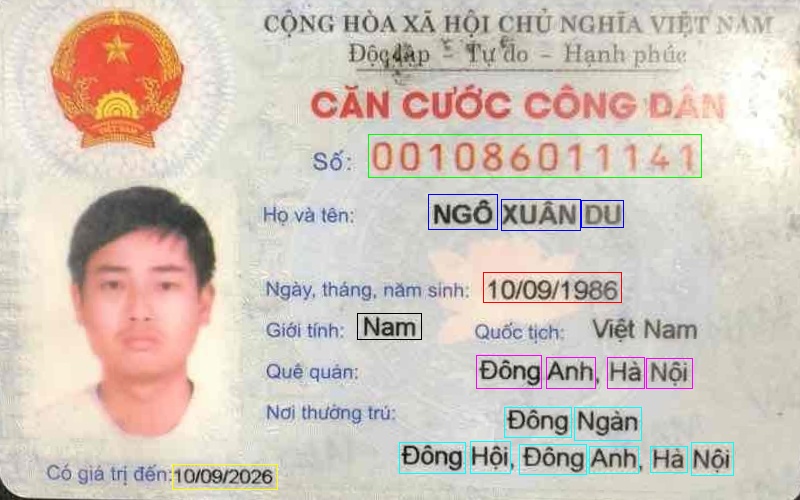 CỘNG HÒA XÃ HỘI CHỦ NGHĨA VIỆT NAM
Độc lập - Tự do - Hạnh phúc
CĂN CƯỚC CÔNG DÂN
Số: 001086011141
Họ và tên: NGÔ XUÂN DU
Ngày, tháng, năm sinh: 10/09/1986
Giới tính: Nam Quốc tịch: Việt Nam
Quê quán: Đông Anh, Hà Nội
Nơi thường trú: Đông Ngàn
Đông Hội, Đông Anh, Hà Nội
Có giá trị đến: 10/09/2026
VIỆT NAM